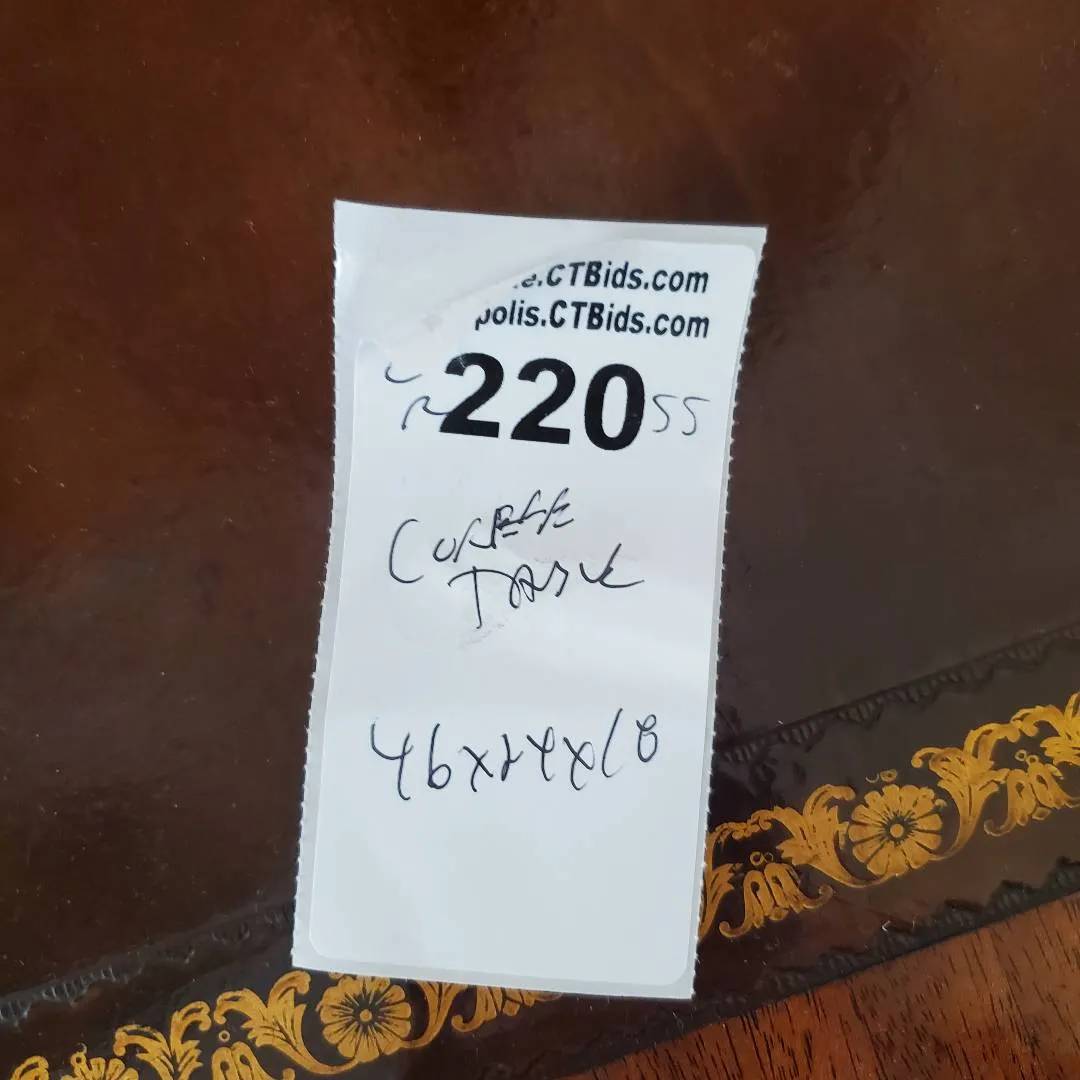 e.CTBids.com
polis.CTBids.com
220 55
COFFEE
TABLE
46x24x18